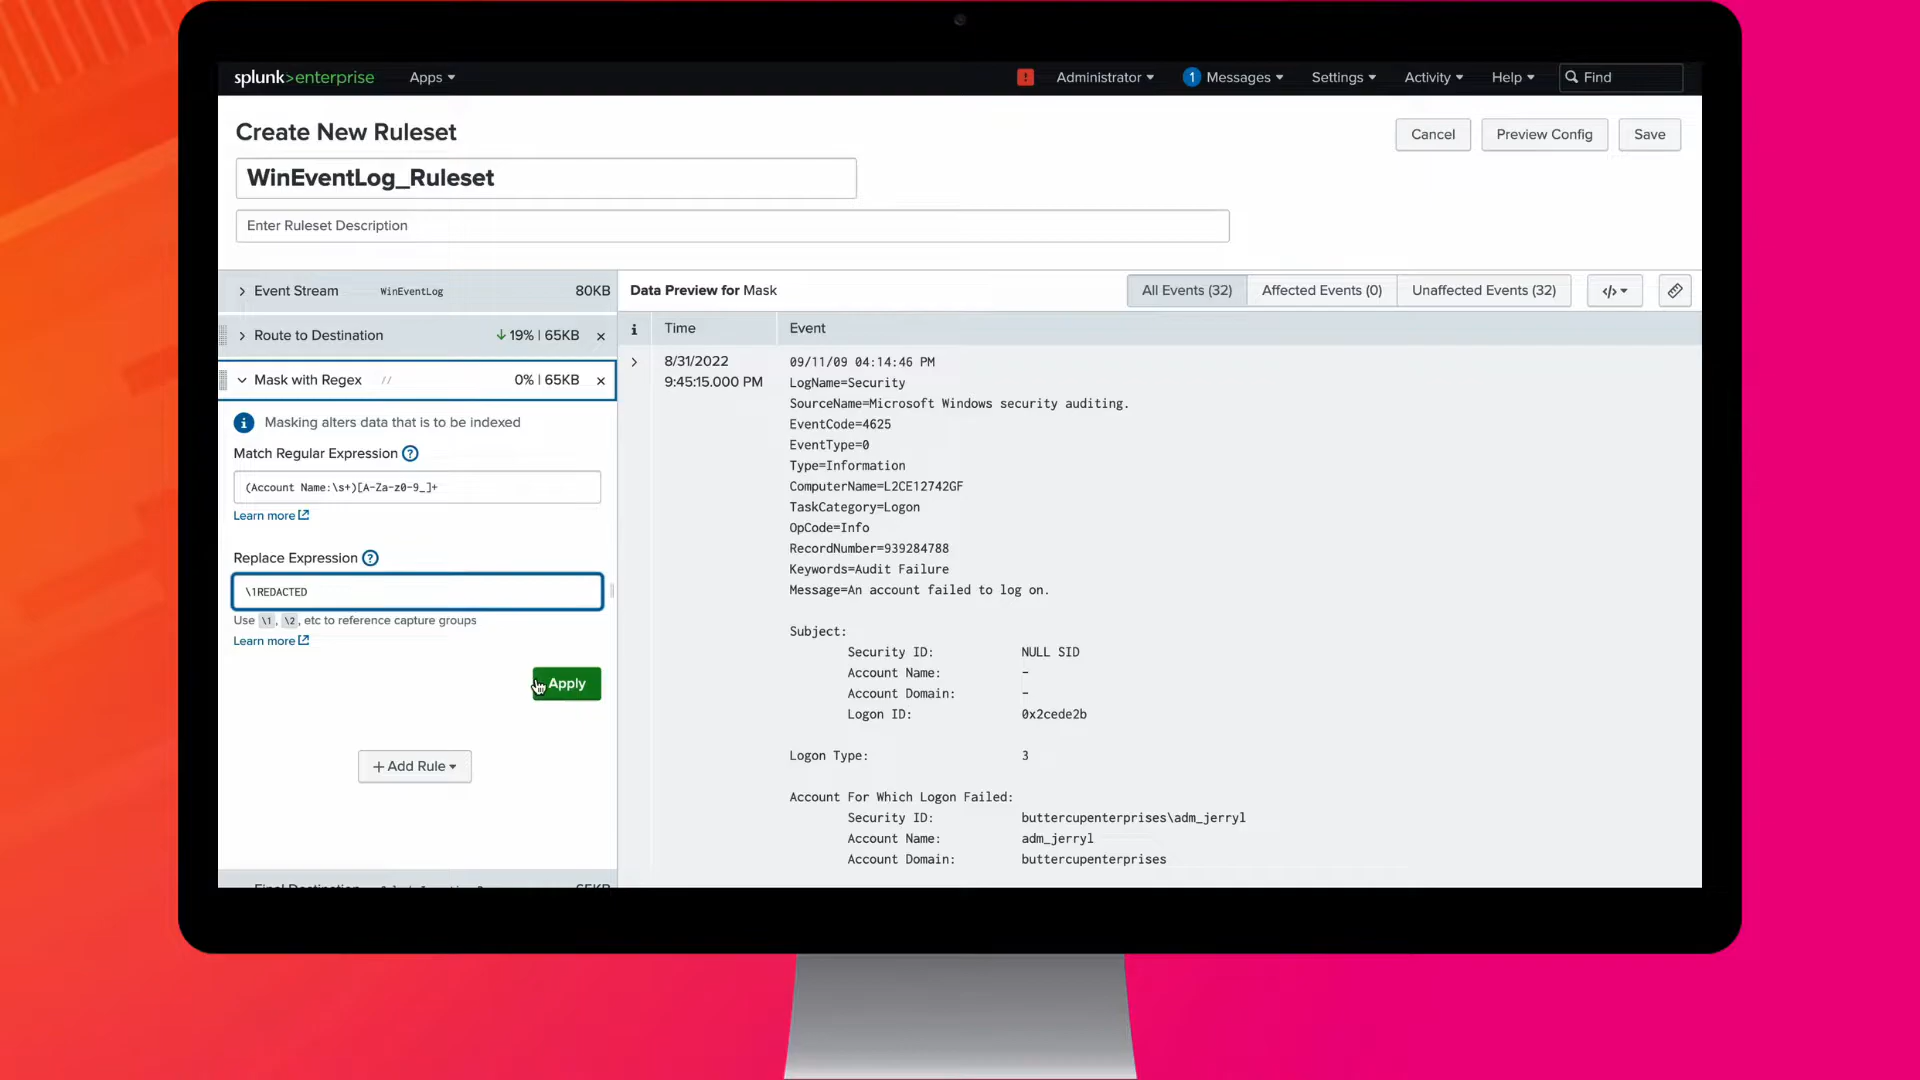 splunk>enterprise Apps Administrator 1 Messages Settings Activity Help Find
Create New Ruleset
Cancel Preview Config Save
WinEventLog_Ruleset
Enter Ruleset Description
Event Stream WinEventLog 80KB
Route to Destination 19% | 65KB
Mask with Regex // 0% | 65KB
Masking alters data that is to be indexed
Match Regular Expression ?
(Account Name:\s+)[A-Za-z0-9_]+
Learn more
Replace Expression ?
\1REDACTED
Use \1, \2, etc to reference capture groups
Learn more
Apply
+ Add Rule
65KB
Data Preview for Mask All Events (32) Affected Events (0) Unaffected Events (32) </>
i Time Event
8/31/2022
9:45:15.000 PM
09/11/09 04:14:46 PM
LogName=Security
SourceName=Microsoft Windows security auditing.
EventCode=4625
EventType=0
Type=Information
ComputerName=L2CE12742GF
TaskCategory=Logon
OpCode=Info
RecordNumber=939284788
Keywords=Audit Failure
Message=An account failed to log on.
Subject:
Security ID: NULL SID
Account Name: -
Account Domain: -
Logon ID: 0x2cede2b
Logon Type: 3
Account For Which Logon Failed:
Security ID: buttercupenterprises\adm_jerryl
Account Name: adm_jerryl
Account Domain: buttercupenterprises